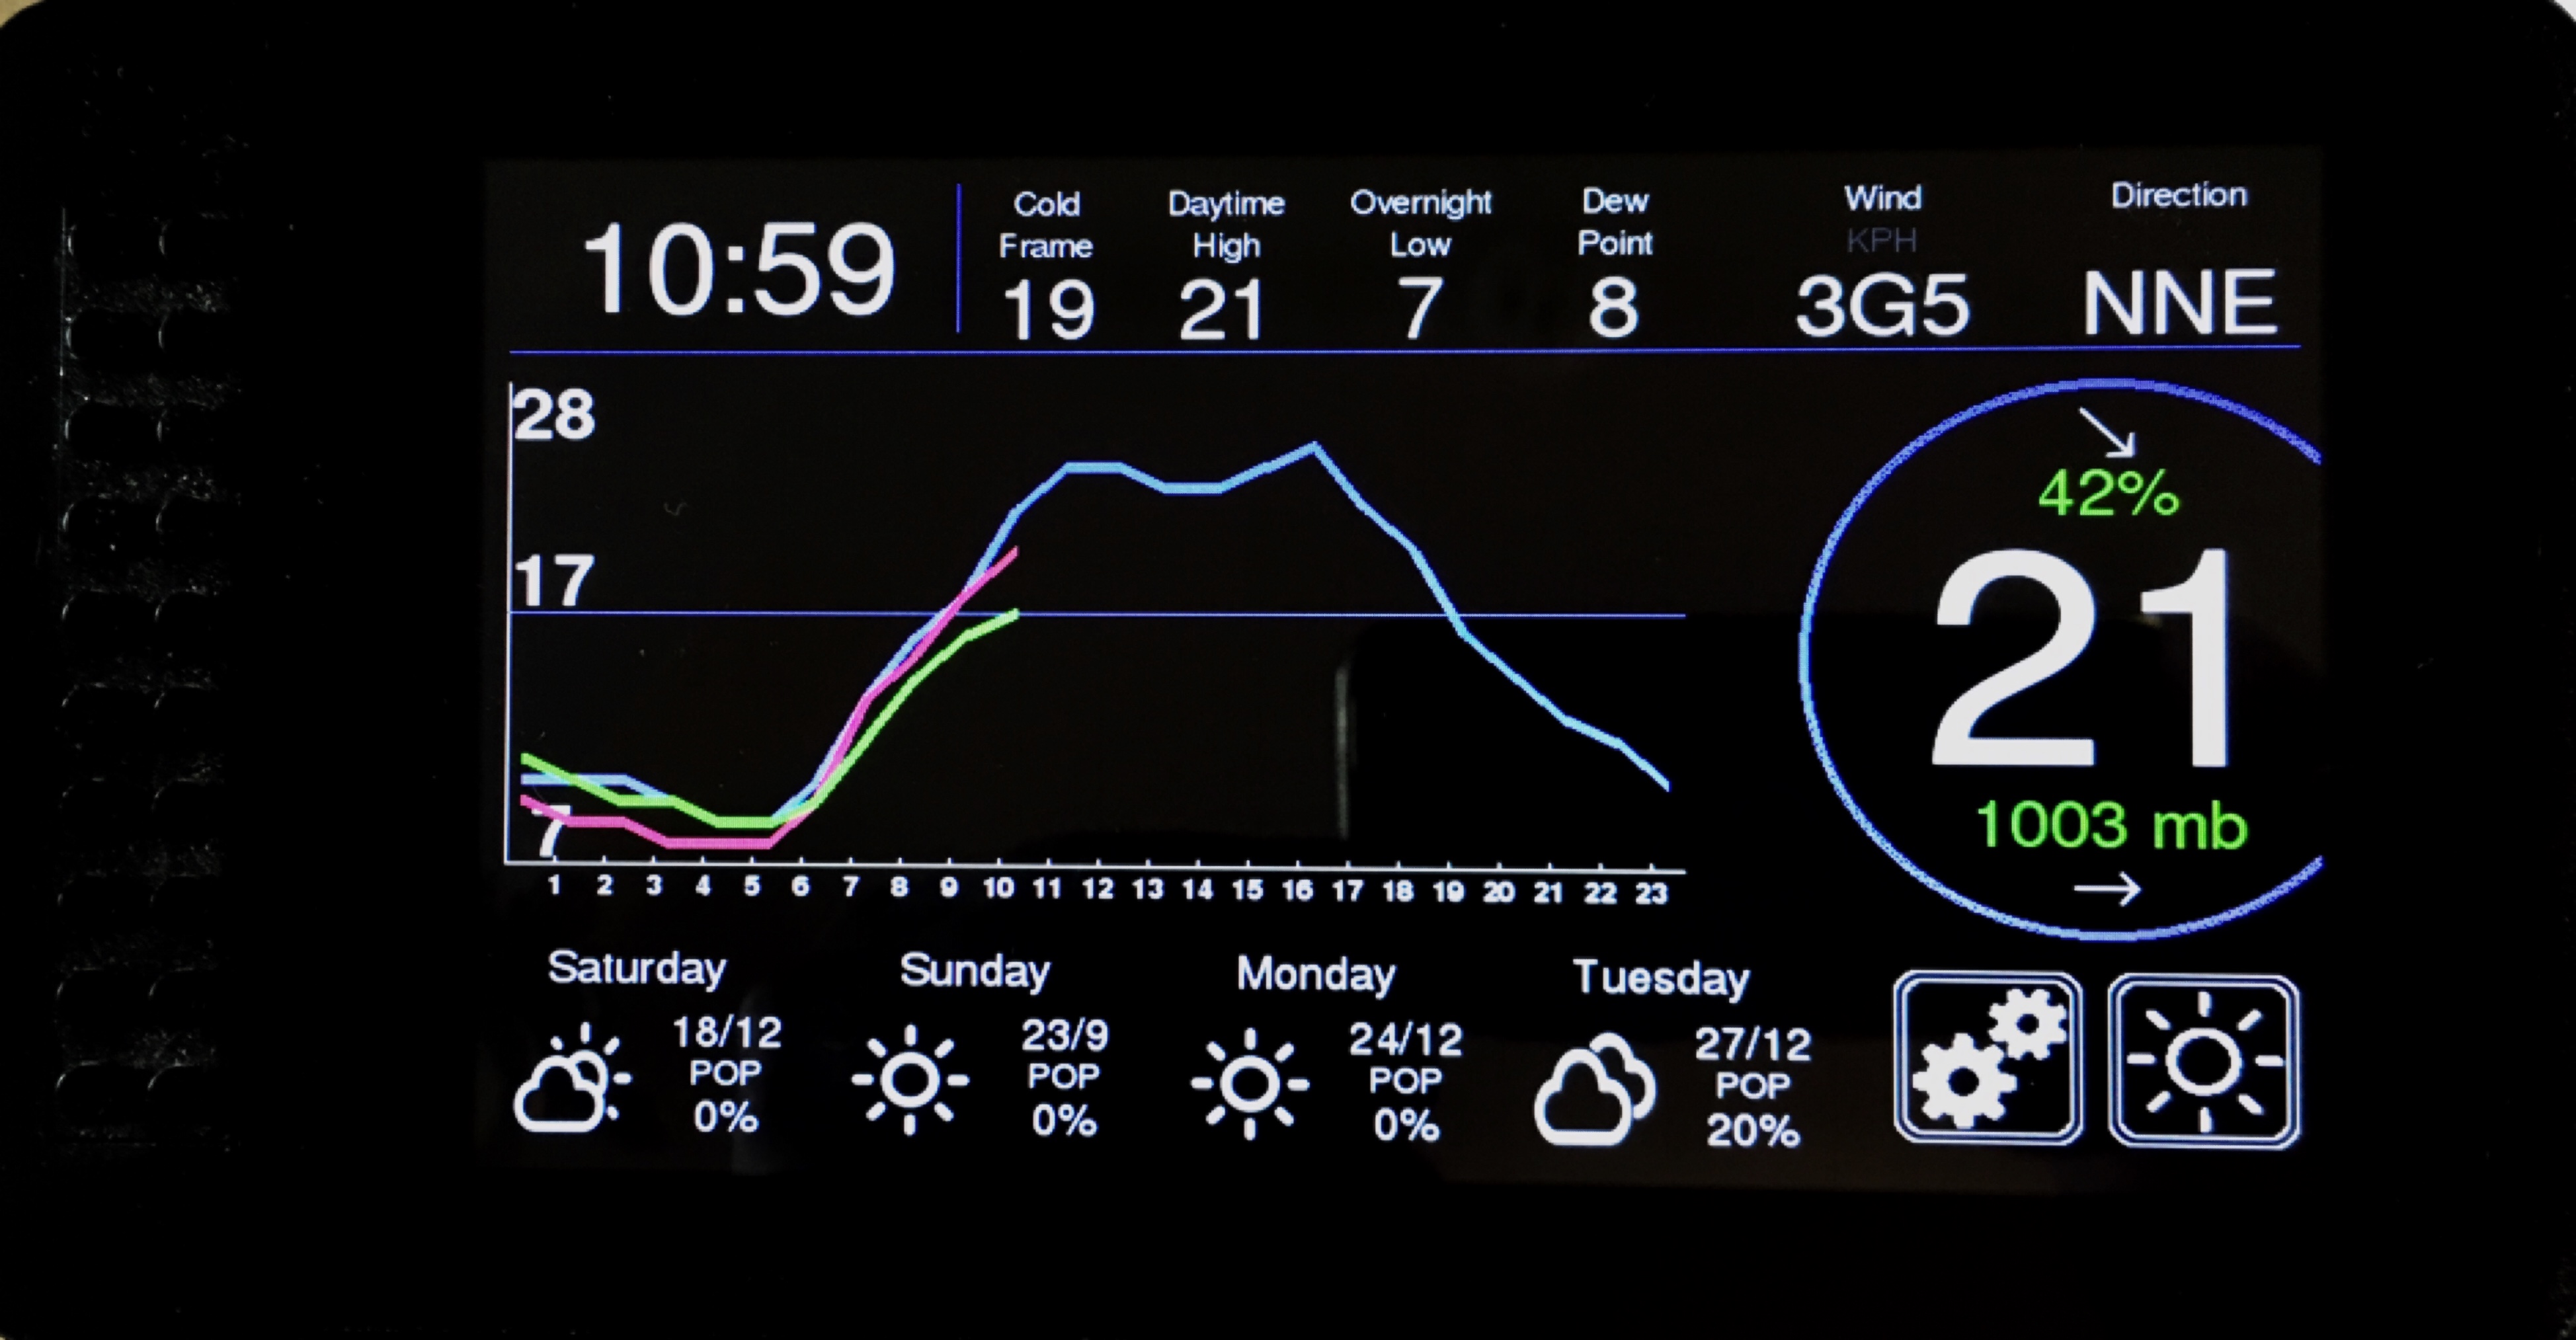 10:59
Cold Frame 19
Daytime High 21
Overnight Low 7
Dew Point 8
Wind KPH 3G5
Direction NNE
28
17
7
1 2 3 4 5 6 7 8 9 10 11 12 13 14 15 16 17 18 19 20 21 22 23
42%
21
1003 mb
Saturday
18/12
POP
0%
Sunday
23/9
POP
0%
Monday
24/12
POP
0%
Tuesday
27/12
POP
20%